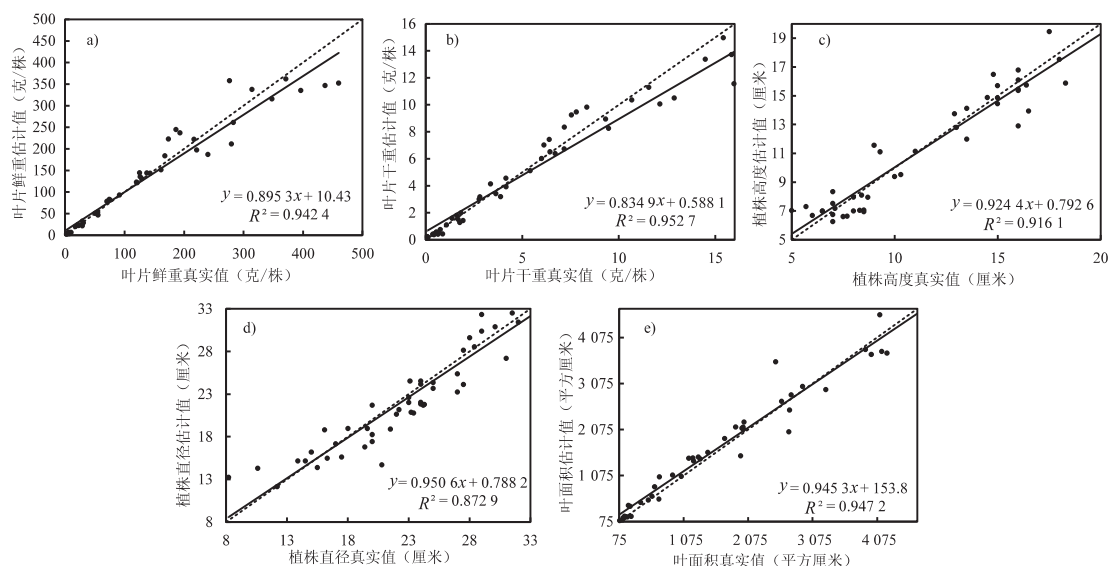 a)
叶片鲜重估计值（克/株）
500
450
400
350
300
250
200
150
100
50
0
0
100
200
300
400
500
y = 0.895 3x + 10.43
R² = 0.942 4
叶片鲜重真实值（克/株）
b)
叶片干重估计值（克/株）
16
14
12
10
8
6
4
2
0
0
5
10
15
y = 0.834 9x + 0.588 1
R² = 0.952 7
叶片干重真实值（克/株）
c)
植株高度估计值（厘米）
19
17
15
13
11
9
7
5
5
10
15
20
y = 0.924 4x + 0.792 6
R² = 0.916 1
植株高度真实值（厘米）
d)
植株直径估计值（厘米）
33
28
23
18
13
8
8
13
18
23
28
33
y = 0.950 6x + 0.788 2
R² = 0.872 9
植株直径真实值（厘米）
e)
叶面积估计值（平方厘米）
4 075
3 075
2 075
1 075
75
75
1 075
2 075
3 075
4 075
y = 0.945 3x + 153.8
R² = 0.947 2
叶面积真实值（平方厘米）